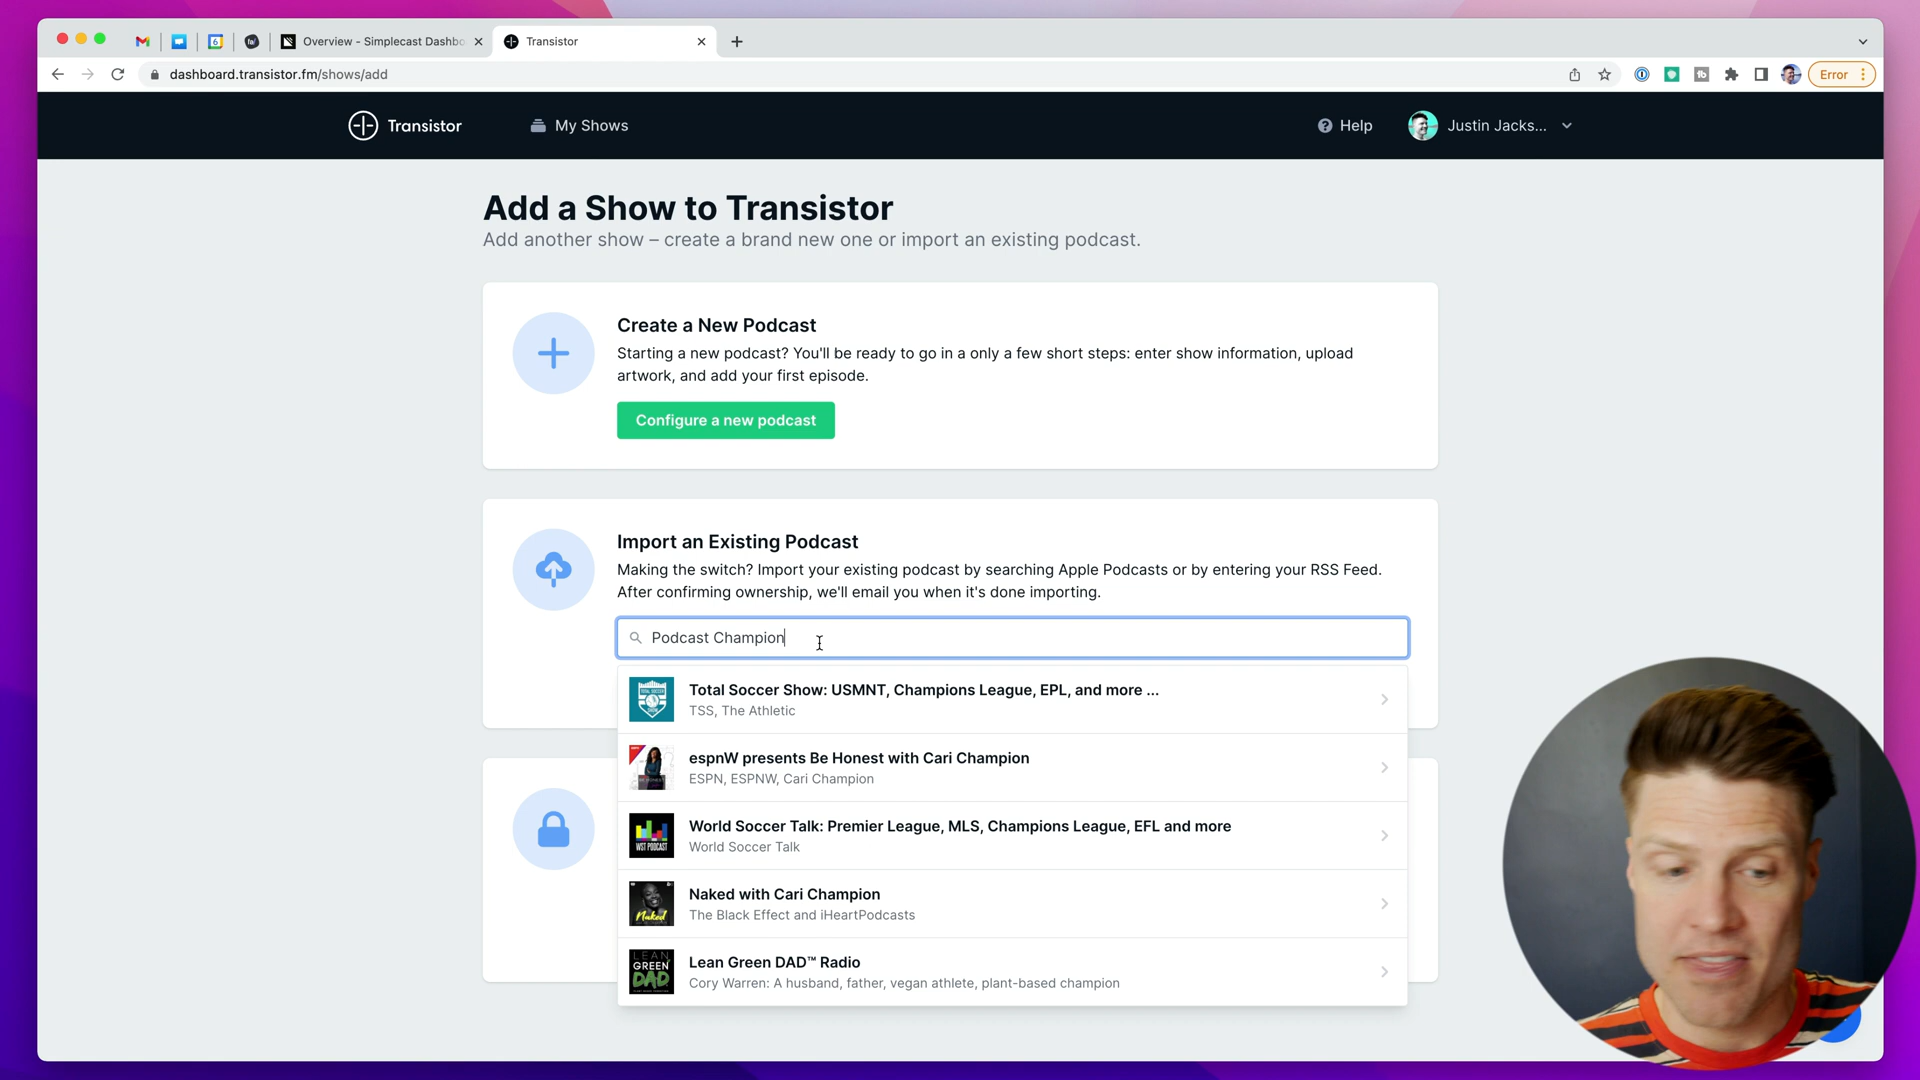 Overview - Simplecast Dashbo
Transistor
dashboard.transistor.fm/shows/add
Error
Transistor
My Shows
Help
Justin Jacks...
Add a Show to Transistor
Add another show – create a brand new one or import an existing podcast.
Create a New Podcast
Starting a new podcast? You'll be ready to go in a only a few short steps: enter show information, upload
artwork, and add your first episode.
Configure a new podcast
Import an Existing Podcast
Making the switch? Import your existing podcast by searching Apple Podcasts or by entering your RSS Feed.
After confirming ownership, we'll email you when it's done importing.
Podcast Champion
Total Soccer Show: USMNT, Champions League, EPL, and more ...
TSS, The Athletic
espnW presents Be Honest with Cari Champion
ESPN, ESPNW, Cari Champion
World Soccer Talk: Premier League, MLS, Champions League, EFL and more
World Soccer Talk
WST PODCAST
Naked with Cari Champion
The Black Effect and iHeartPodcasts
Naked
Lean Green DAD™ Radio
Cory Warren: A husband, father, vegan athlete, plant-based champion
LEAN
GREEN
DAD